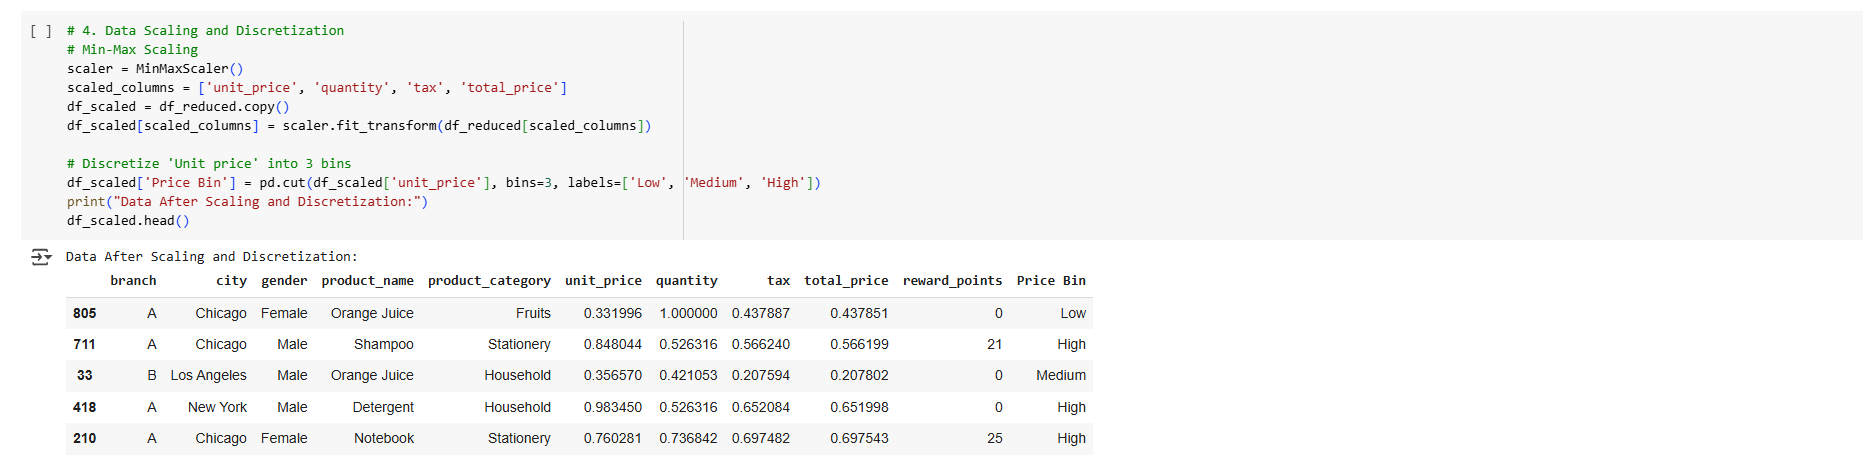 [ ] # 4. Data Scaling and Discretization
# Min-Max Scaling
scaler = MinMaxScaler()
scaled_columns = ['unit_price', 'quantity', 'tax', 'total_price']
df_scaled = df_reduced.copy()
df_scaled[scaled_columns] = scaler.fit_transform(df_reduced[scaled_columns])
# Discretize 'Unit price' into 3 bins
df_scaled['Price Bin'] = pd.cut(df_scaled['unit_price'], bins=3, labels=['Low', 'Medium', 'High'])
print("Data After Scaling and Discretization:")
df_scaled.head()
Data After Scaling and Discretization:
branch city gender product_name product_category unit_price quantity tax total_price reward_points Price Bin
805 A Chicago Female Orange Juice Fruits 0.331996 1.000000 0.437887 0.437851 0 Low
711 A Chicago Male Shampoo Stationery 0.848044 0.526316 0.566240 0.566199 21 High
33 B Los Angeles Male Orange Juice Household 0.356570 0.421053 0.207594 0.207802 0 Medium
418 A New York Male Detergent Household 0.983450 0.526316 0.652084 0.651998 0 High
210 A Chicago Female Notebook Stationery 0.760281 0.736842 0.697482 0.697543 25 High